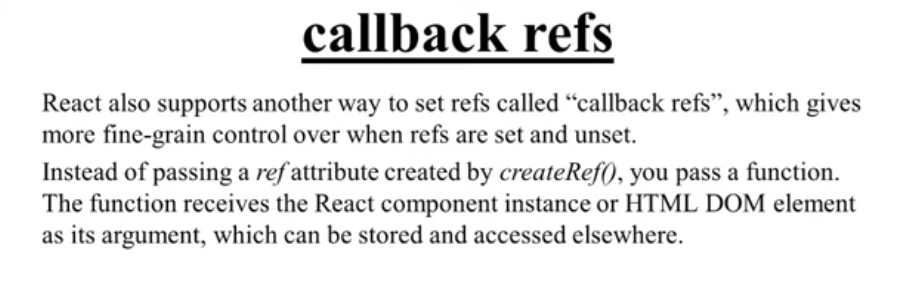 callback refs
React also supports another way to set refs called “callback refs”, which gives
more fine-grain control over when refs are set and unset.
Instead of passing a ref attribute created by createRef(), you pass a function.
The function receives the React component instance or HTML DOM element
as its argument, which can be stored and accessed elsewhere.